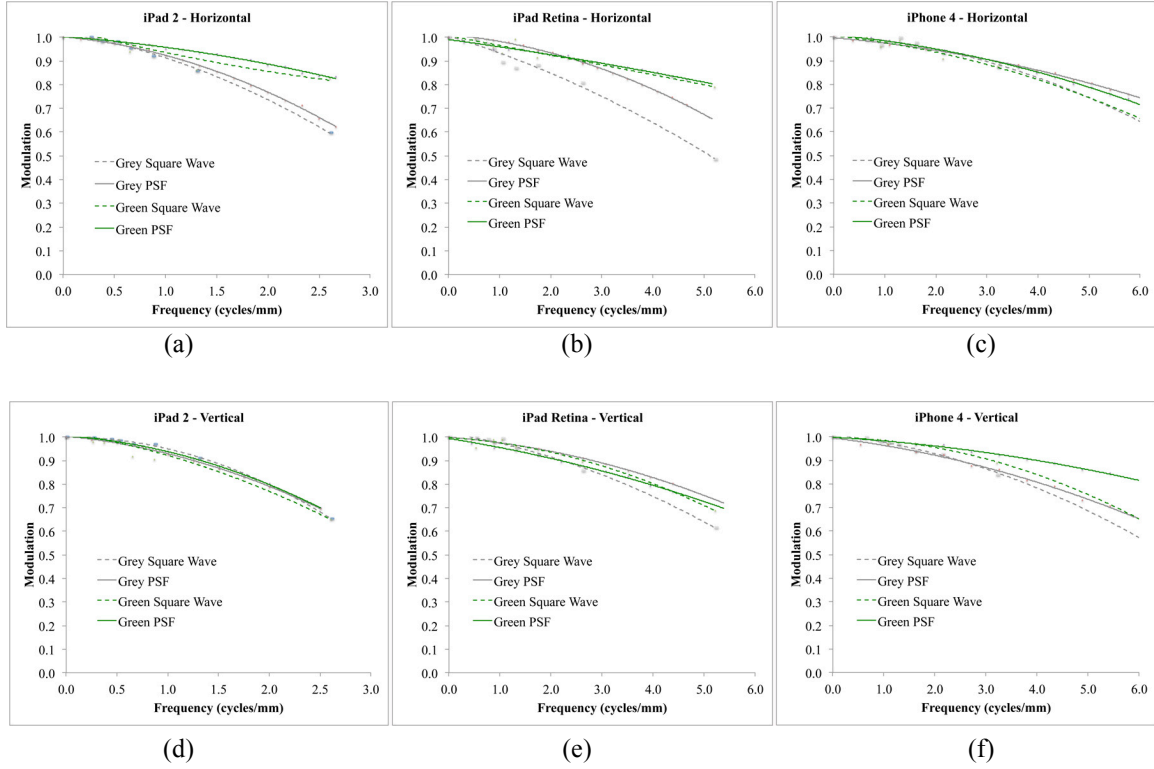 iPad 2 - Horizontal
1.0
0.9
0.8
0.7
0.6
0.5
0.4
0.3
0.2
0.1
0.0
Modulation
Grey Square Wave
Grey PSF
Green Square Wave
Green PSF
0.0 0.5 1.0 1.5 2.0 2.5 3.0
Frequency (cycles/mm)
(a)
iPad Retina - Horizontal
1.0
0.9
0.8
0.7
0.6
0.5
0.4
0.3
0.2
0.1
0.0
Modulation
Grey Square Wave
Grey PSF
Green Square Wave
Green PSF
0.0 1.0 2.0 3.0 4.0 5.0 6.0
Frequency (cycles/mm)
(b)
iPhone 4 - Horizontal
1.0
0.9
0.8
0.7
0.6
0.5
0.4
0.3
0.2
0.1
0.0
Modulation
Grey Square Wave
Grey PSF
Green Square Wave
Green PSF
0.0 1.0 2.0 3.0 4.0 5.0 6.0
Frequency (cycles/mm)
(c)
iPad 2 - Vertical
1.0
0.9
0.8
0.7
0.6
0.5
0.4
0.3
0.2
0.1
0.0
Modulation
Grey Square Wave
Grey PSF
Green Square Wave
Green PSF
0.0 0.5 1.0 1.5 2.0 2.5 3.0
Frequency (cycles/mm)
(d)
iPad Retina - Vertical
1.0
0.9
0.8
0.7
0.6
0.5
0.4
0.3
0.2
0.1
0.0
Modulation
Grey Square Wave
Grey PSF
Green Square Wave
Green PSF
0.0 1.0 2.0 3.0 4.0 5.0 6.0
Frequency (cycles/mm)
(e)
iPhone 4 - Vertical
1.0
0.9
0.8
0.7
0.6
0.5
0.4
0.3
0.2
0.1
0.0
Modulation
Grey Square Wave
Grey PSF
Green Square Wave
Green PSF
0.0 1.0 2.0 3.0 4.0 5.0 6.0
Frequency (cycles/mm)
(f)